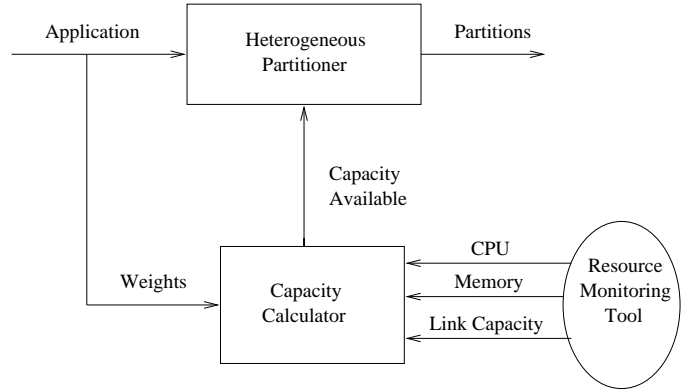 Application
Heterogeneous
Partitioner
Partitions
Capacity
Available
Weights
Capacity
Calculator
CPU
Memory
Link Capacity
Resource
Monitoring
Tool